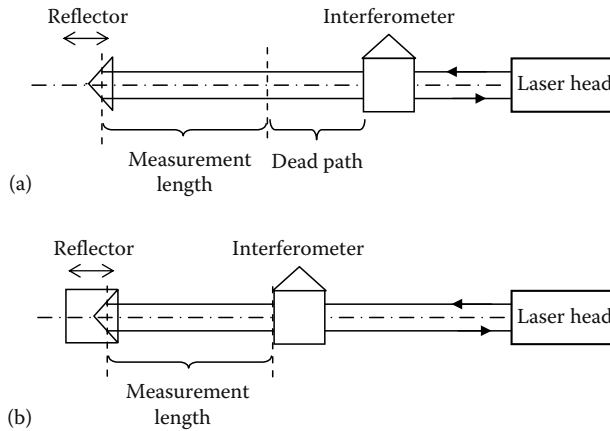 Reflector
Interferometer
Laser head
Measurement
length
Dead path
(a)
Reflector
Interferometer
Laser head
Measurement
length
(b)